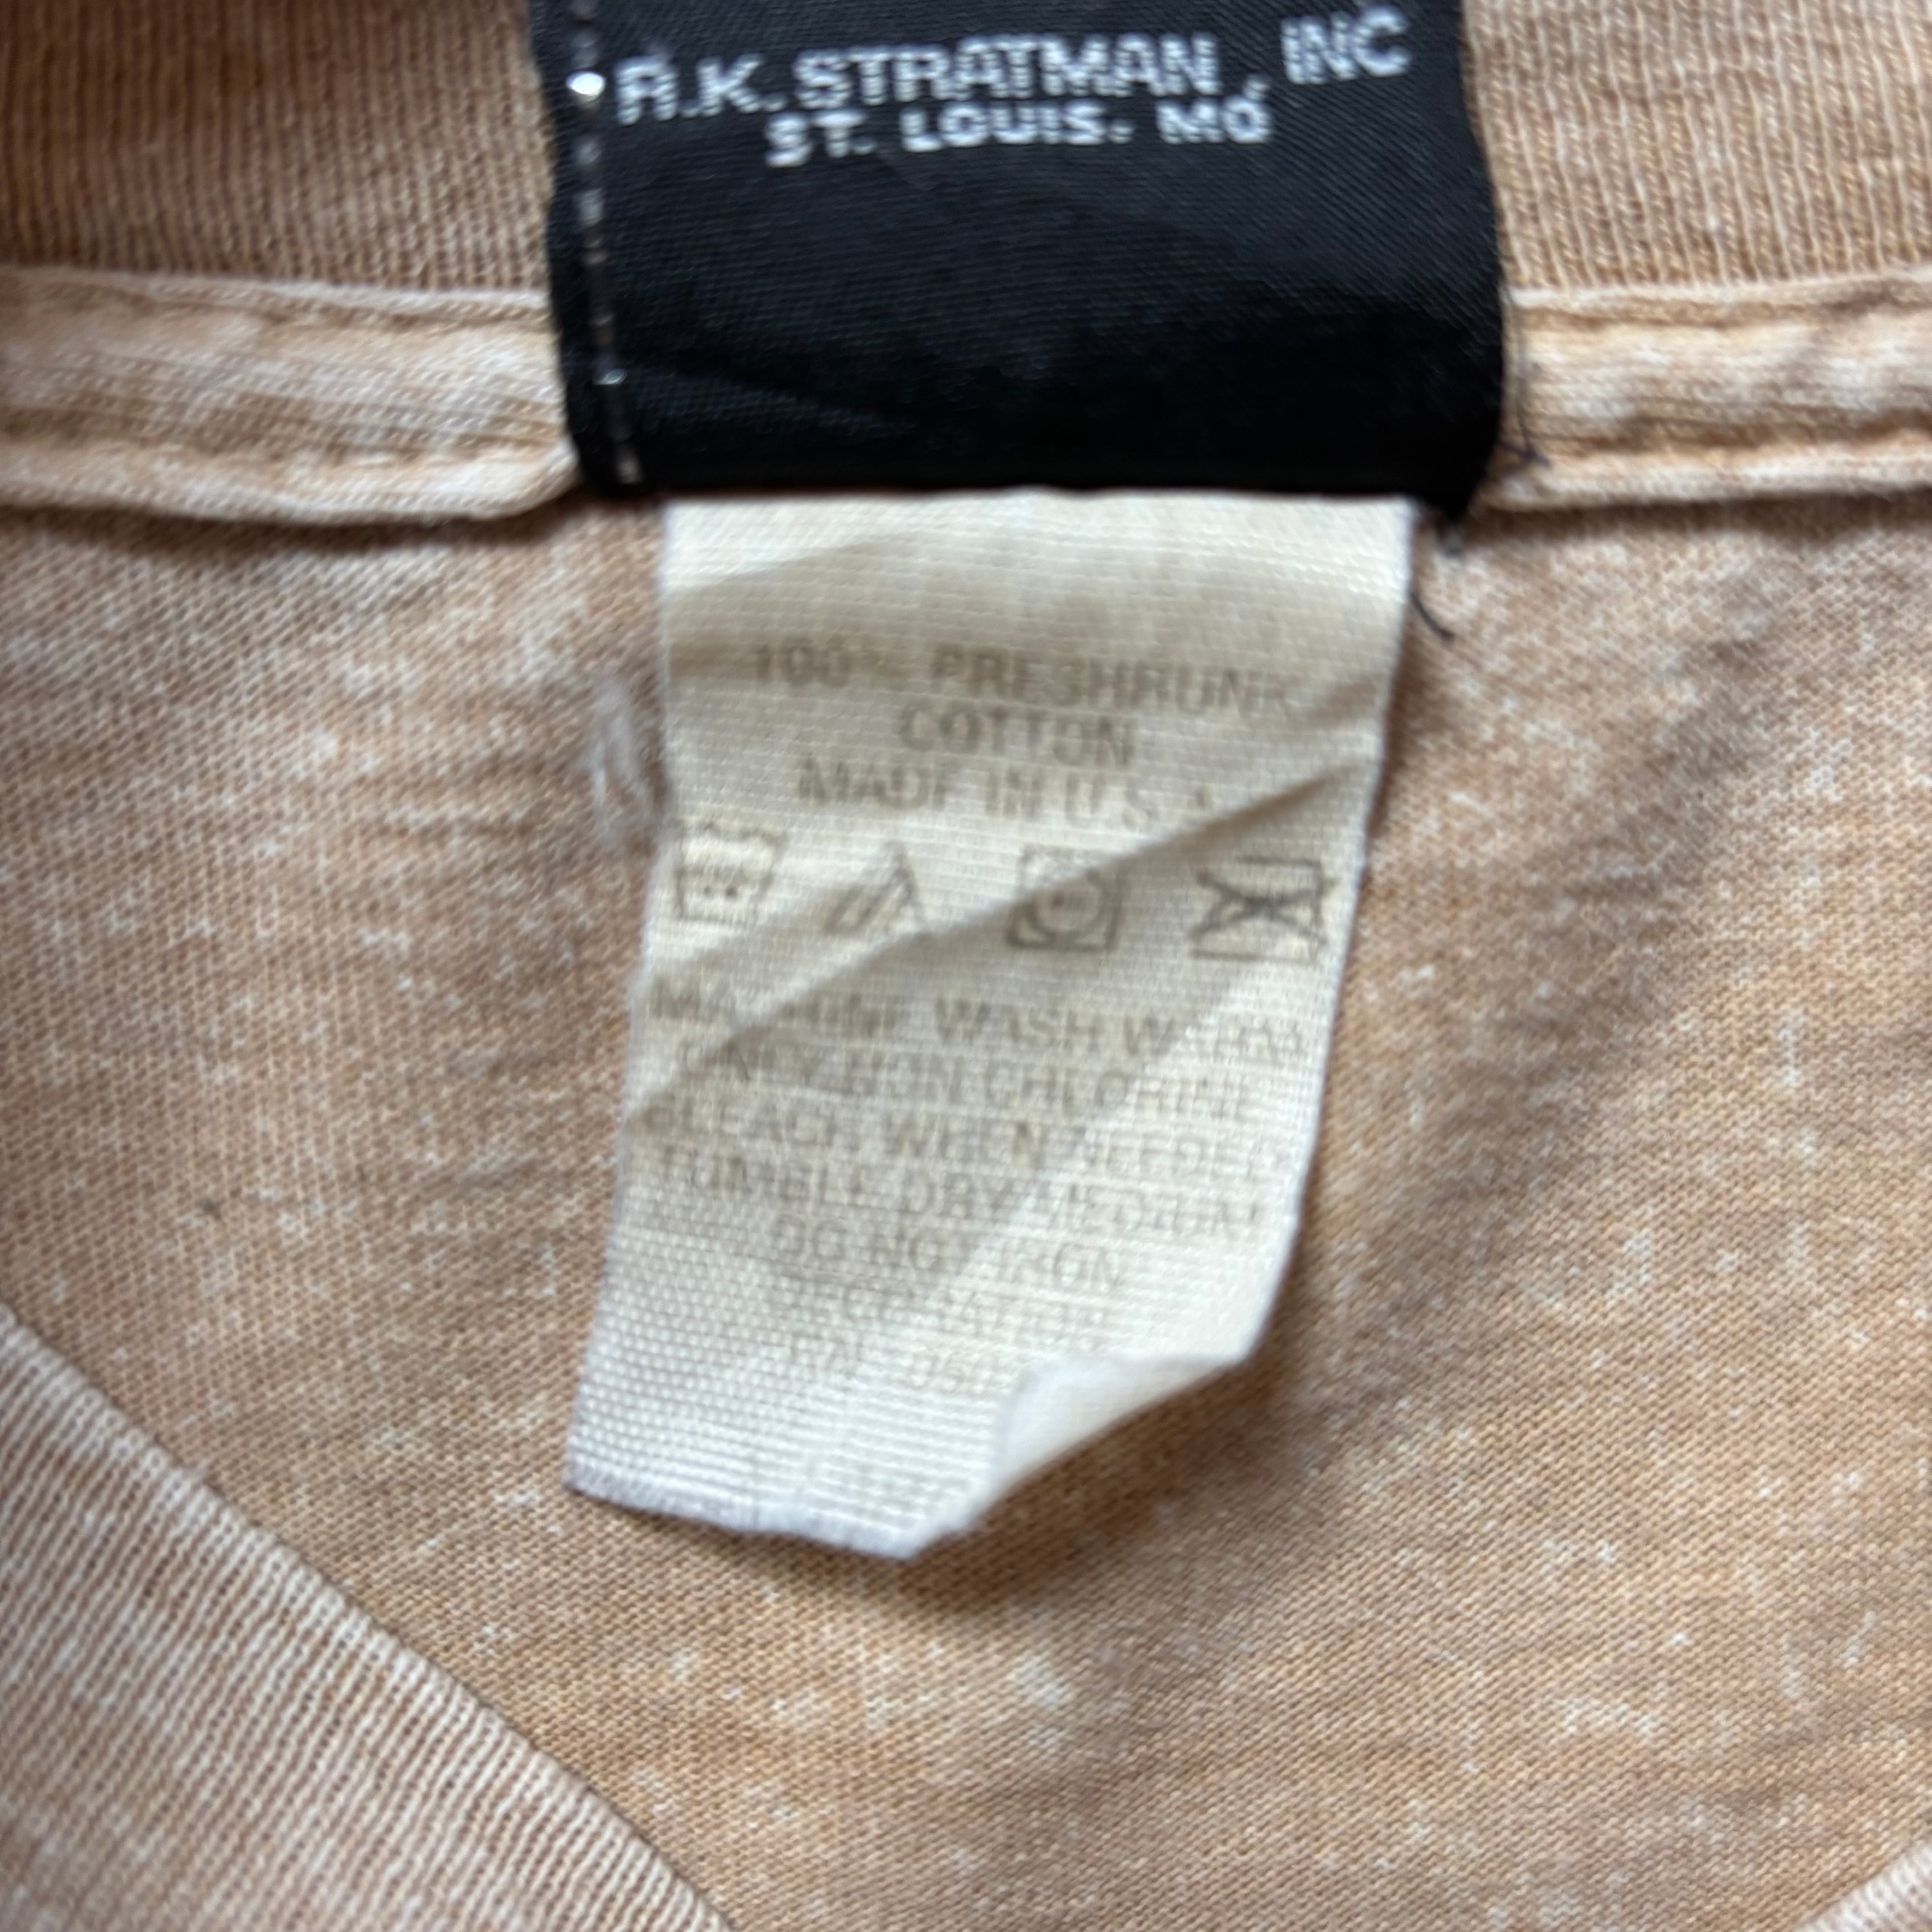 R.K. STRATMAN, INC
ST. LOUIS. MO
100% PRESHRUNK
COTTON
MADE IN U S A
MACHINE WASH WARM
ONLY NON CHLORINE
BLEACH WHEN NEEDED
TUMBLE DRY MEDIUM
DO NOT IRON
RN